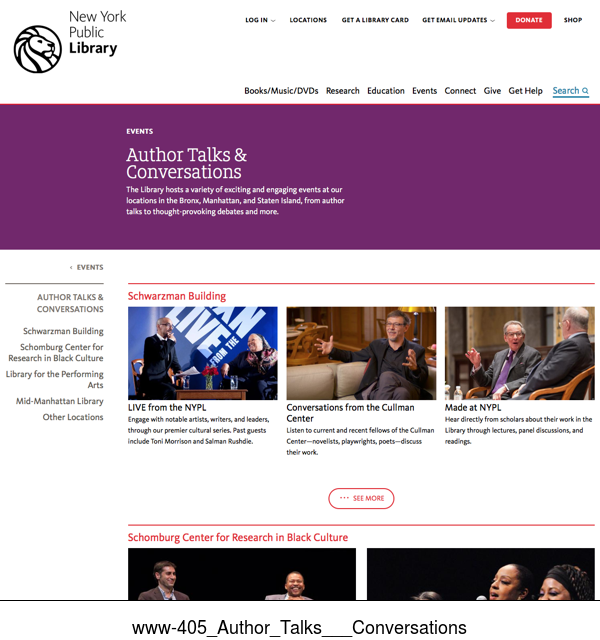 New York
Public
Library
LOG IN
LOCATIONS
GET A LIBRARY CARD
GET EMAIL UPDATES
DONATE
SHOP
Books/Music/DVDs
Research
Education
Events
Connect
Give
Get Help
Search
EVENTS
Author Talks &
Conversations
The Library hosts a variety of exciting and engaging events at our
locations in the Bronx, Manhattan, and Staten Island, from author
talks to thought-provoking debates and more.
‹ EVENTS
AUTHOR TALKS &
CONVERSATIONS
Schwarzman Building
Schomburg Center for
Research in Black Culture
Library for the Performing
Arts
Mid-Manhattan Library
Other Locations
Schwarzman Building
LIVE
FROM THE
LIVE from the NYPL
Engage with notable artists, writers, and leaders,
through our premier cultural series. Past guests
include Toni Morrison and Salman Rushdie.
Conversations from the Cullman
Center
Listen to current and recent fellows of the Cullman
Center—novelists, playwrights, poets—discuss
their work.
Made at NYPL
Hear directly from scholars about their work in the
Library through lectures, panel discussions, and
readings.
••• SEE MORE
Schomburg Center for Research in Black Culture
www-405_Author_Talks___Conversations